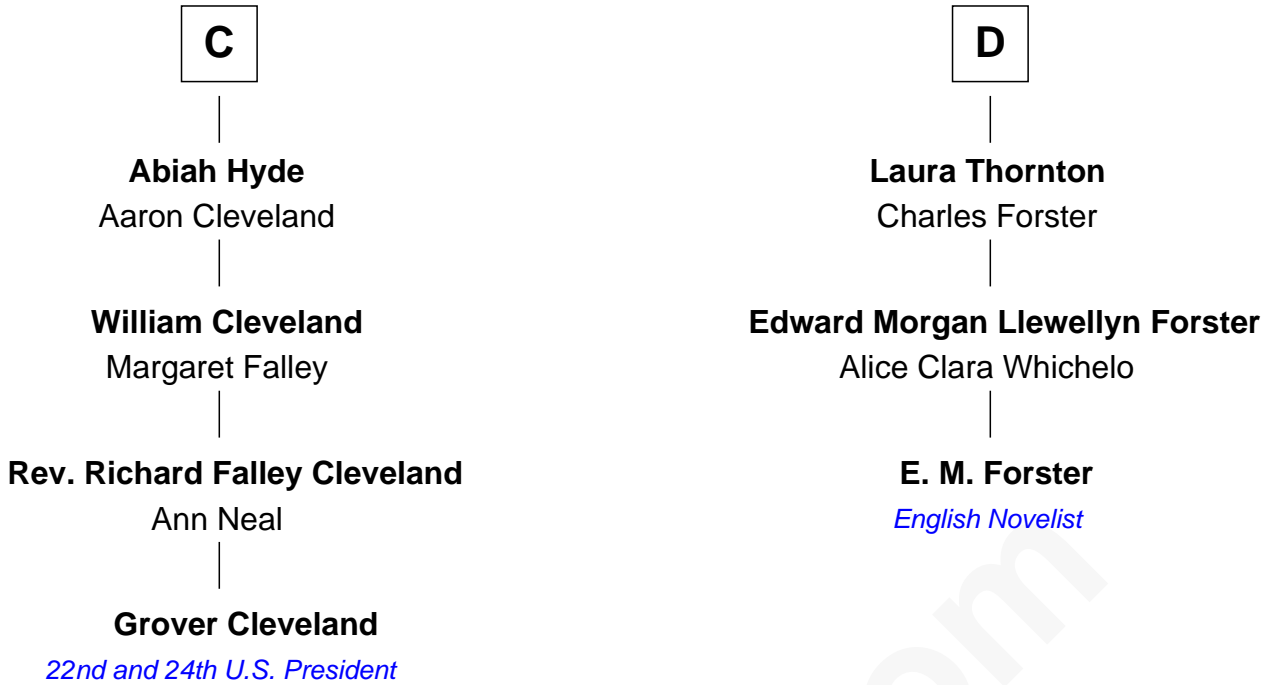 C
Abiah Hyde
Aaron Cleveland
William Cleveland
Margaret Falley
Rev. Richard Falley Cleveland
Ann Neal
Grover Cleveland
22nd and 24th U.S. President
D
Laura Thornton
Charles Forster
Edward Morgan Llewellyn Forster
Alice Clara Whichelo
E. M. Forster
English Novelist
om